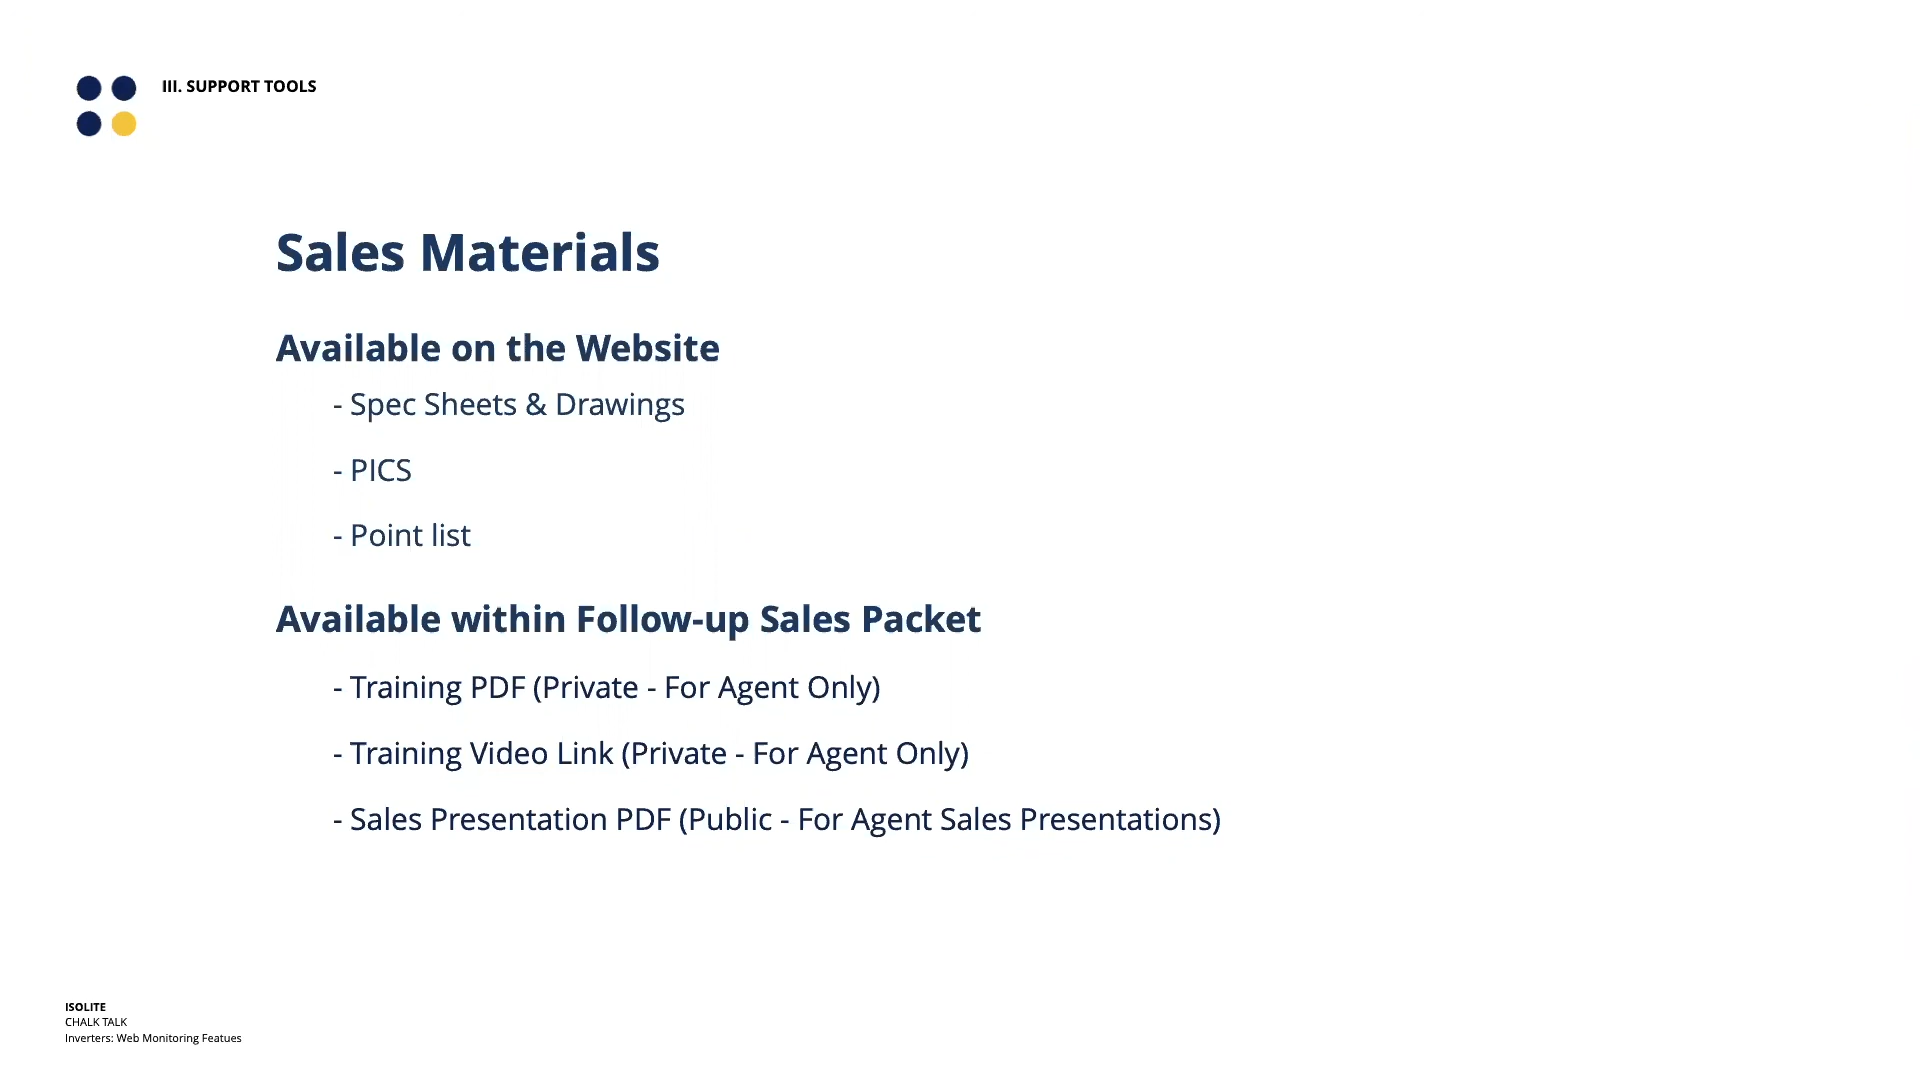 III. SUPPORT TOOLS
Sales Materials
Available on the Website
- Spec Sheets & Drawings
- PICS
- Point list
Available within Follow-up Sales Packet
- Training PDF (Private - For Agent Only)
- Training Video Link (Private - For Agent Only)
- Sales Presentation PDF (Public - For Agent Sales Presentations)
ISOLITE
CHALK TALK
Inverters: Web Monitoring Featues